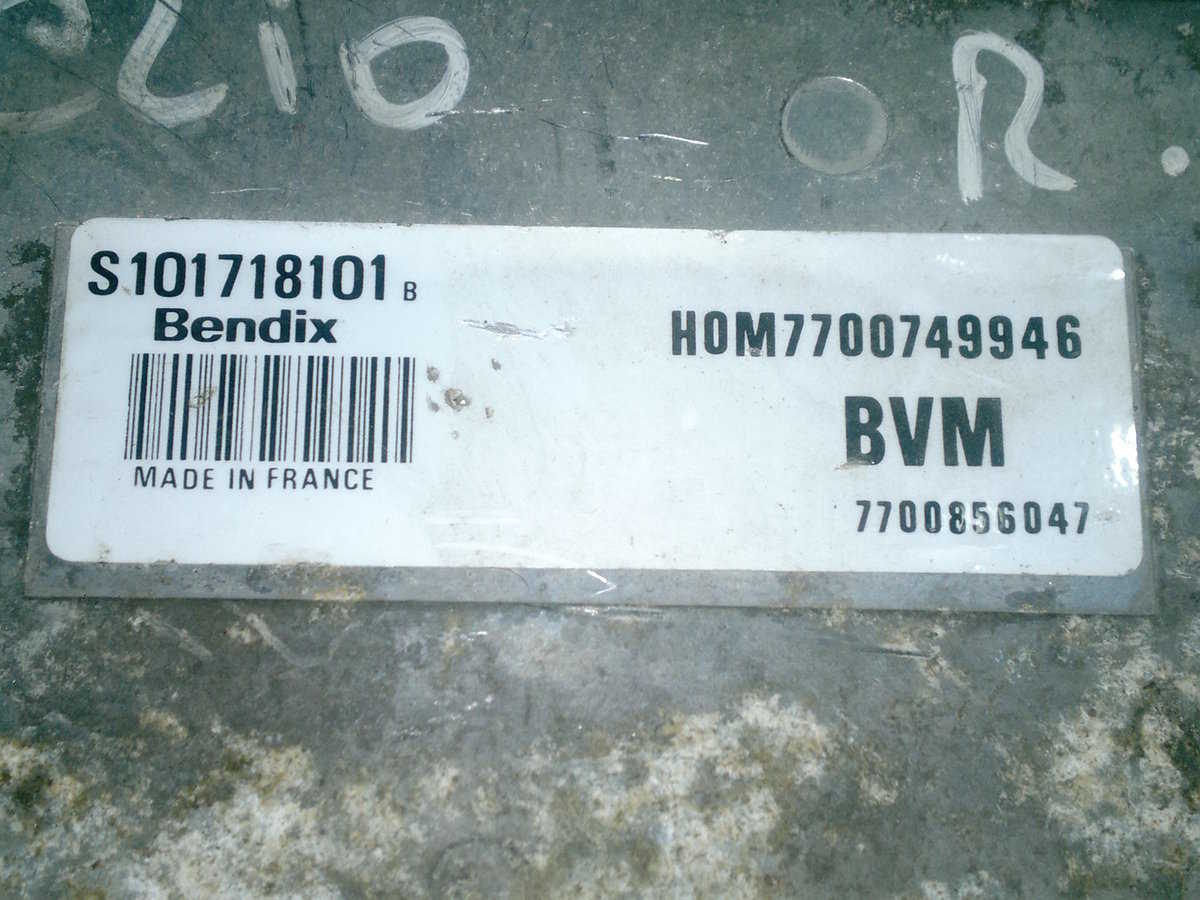 CLIO R.
S101718101 B
Bendix
MADE IN FRANCE
HOM7700749946
BVM
7700856047